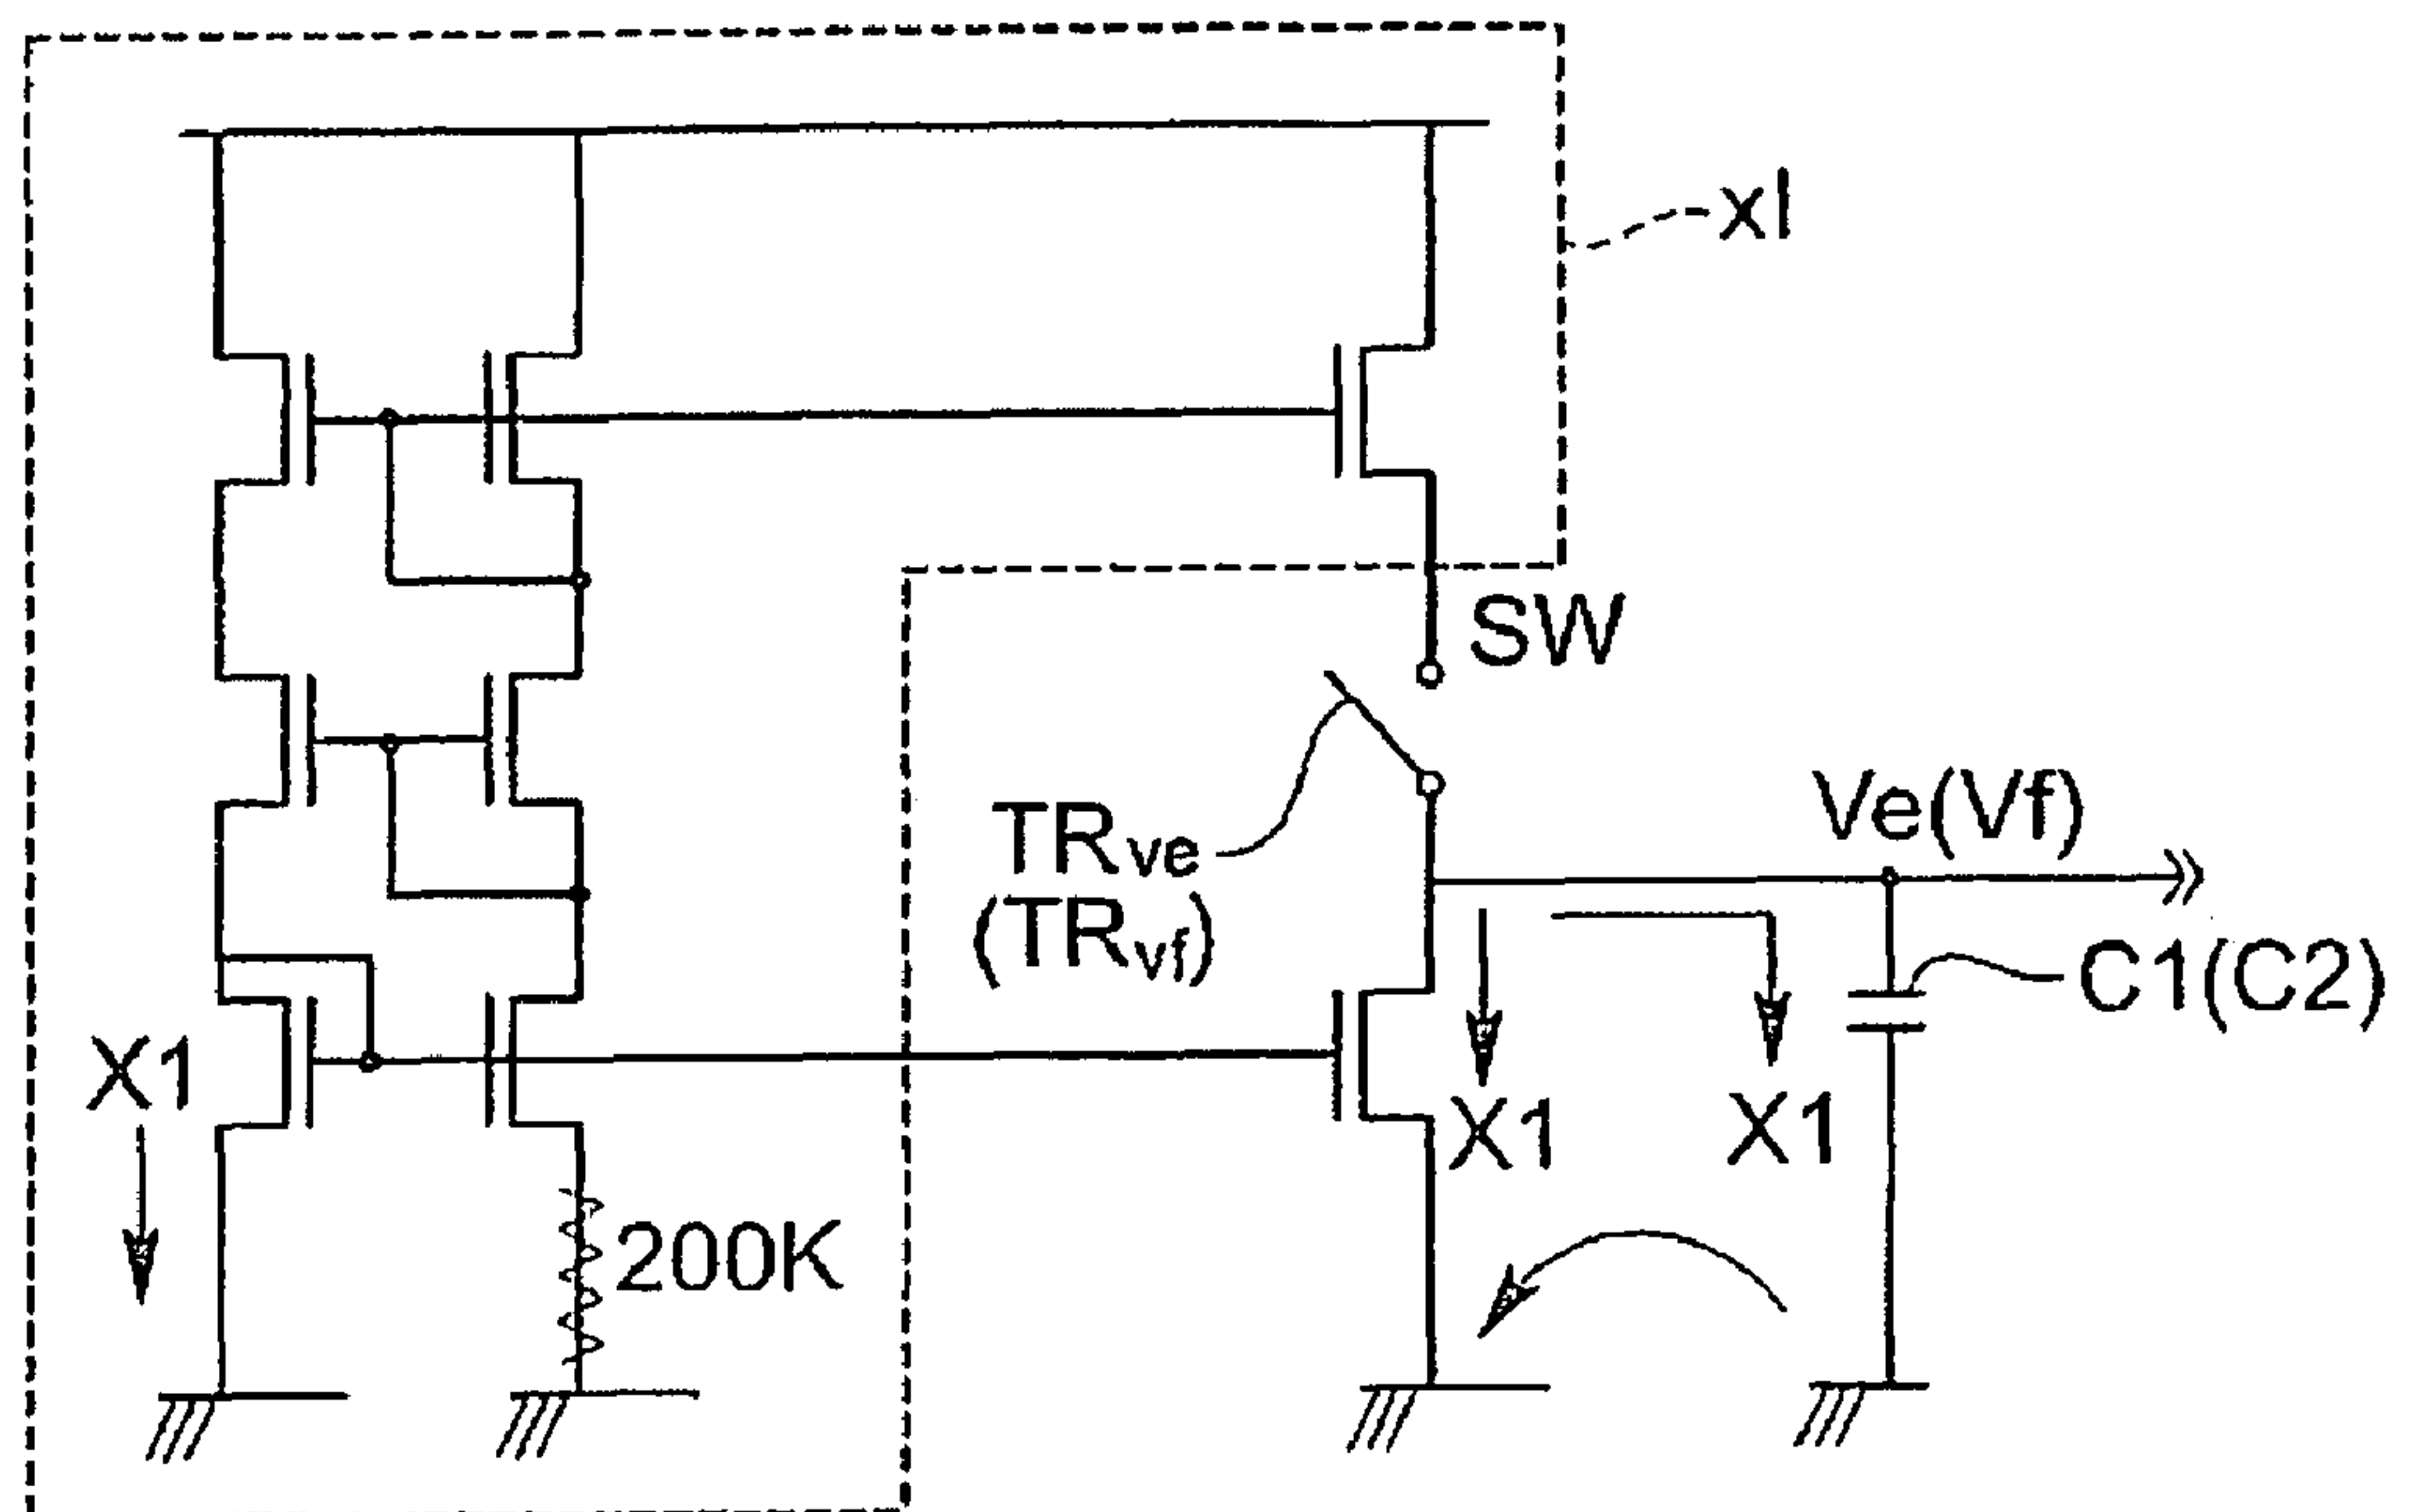 xI
SW
TRve
(TRvf)
Ve(Vf)
C1(C2)
X1
X1
X1
200K